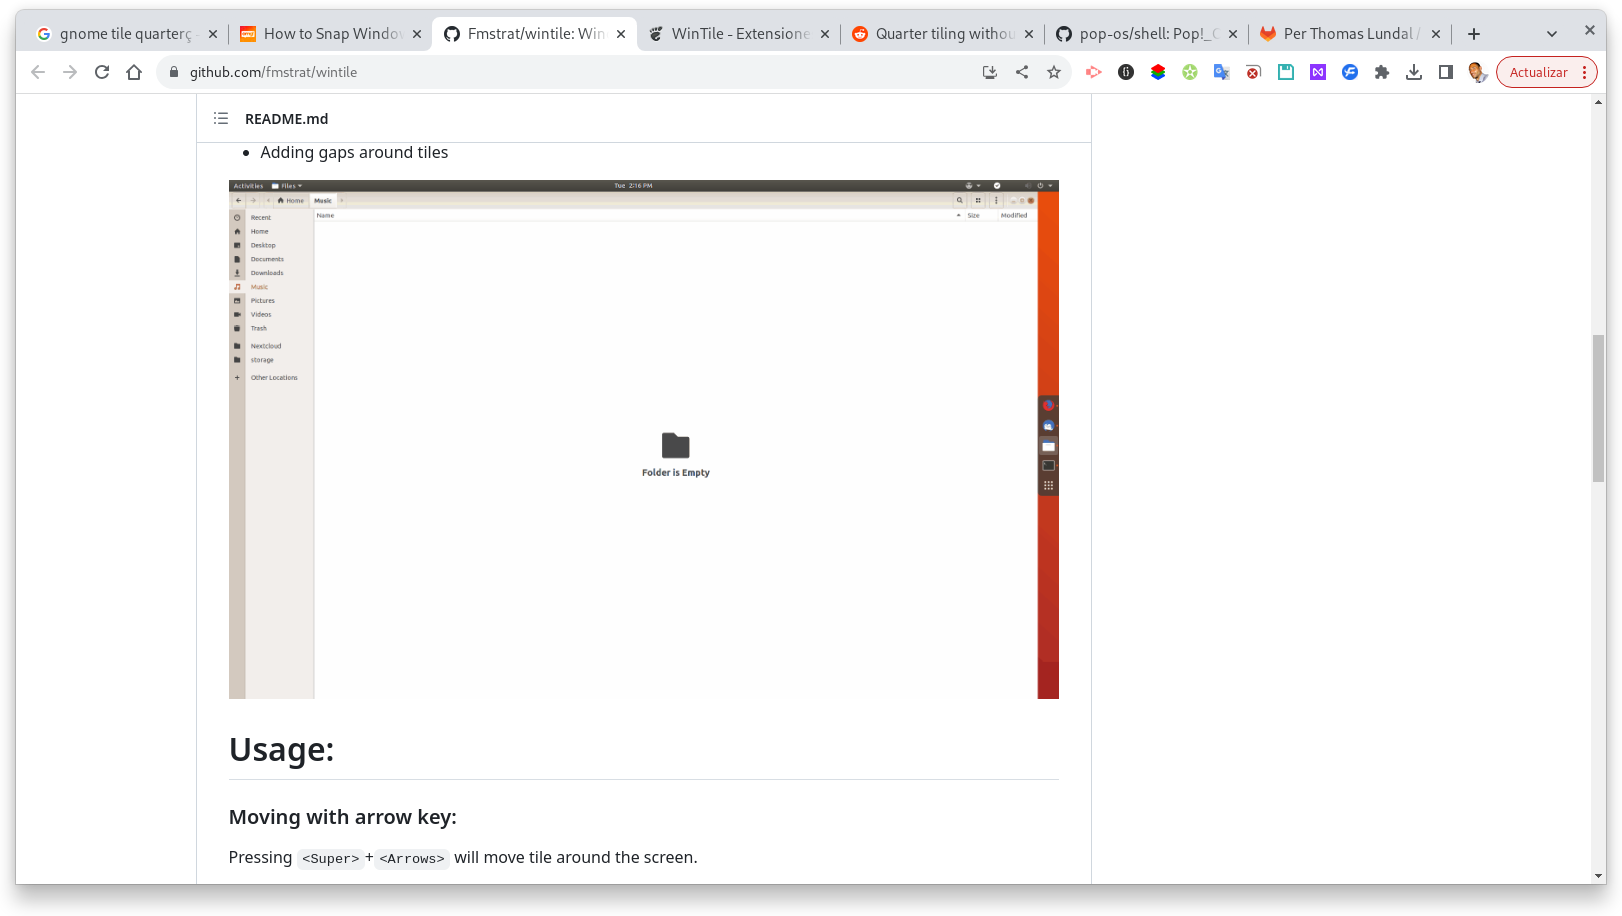 gnome tile quarterç -
How to Snap Window
Fmstrat/wintile: Win
WinTile - Extensione
Quarter tiling withou
pop-os/shell: Pop!_
Per Thomas Lundal /
github.com/fmstrat/wintile
Actualizar
README.md
Adding gaps around tiles
Activities
Files
Tue 2:16 PM
Home
Music
Recent
Name
Size
Modified
Home
Desktop
Documents
Downloads
Music
Pictures
Videos
Trash
Nextcloud
storage
Other Locations
Folder is Empty
Usage:
Moving with arrow key:
Pressing <Super>+<Arrows> will move tile around the screen.